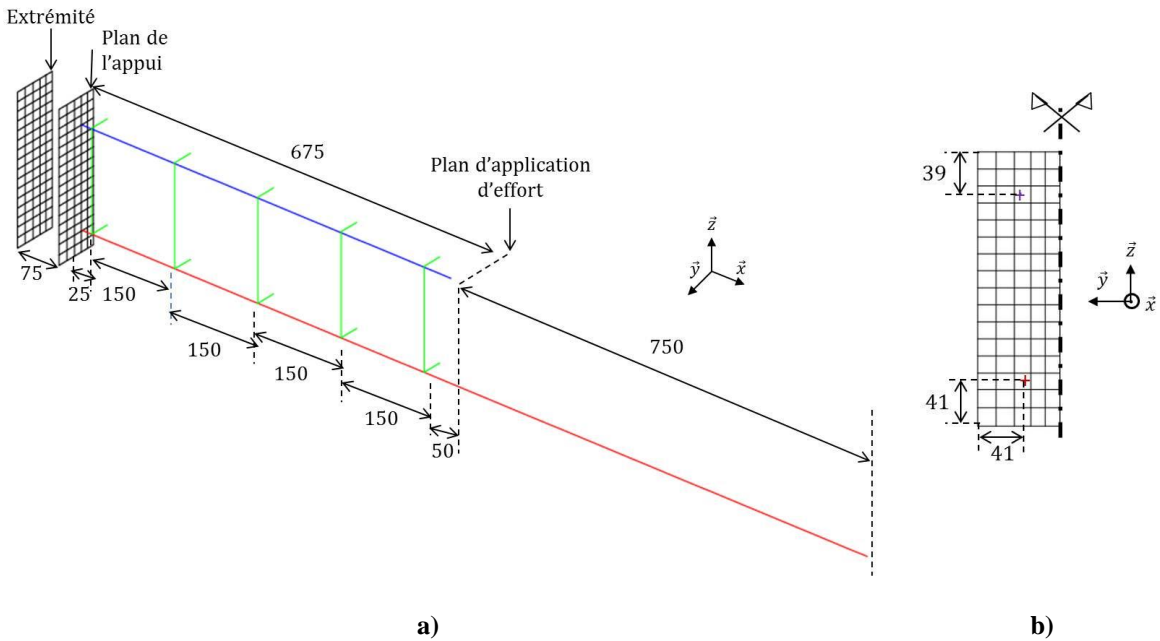 Extrémité
Plan de
l'appui
675
Plan d'application
d'effort
75
25
150
150
150
150
50
750
z
y
x
39
41
41
z
y
x
a)
b)